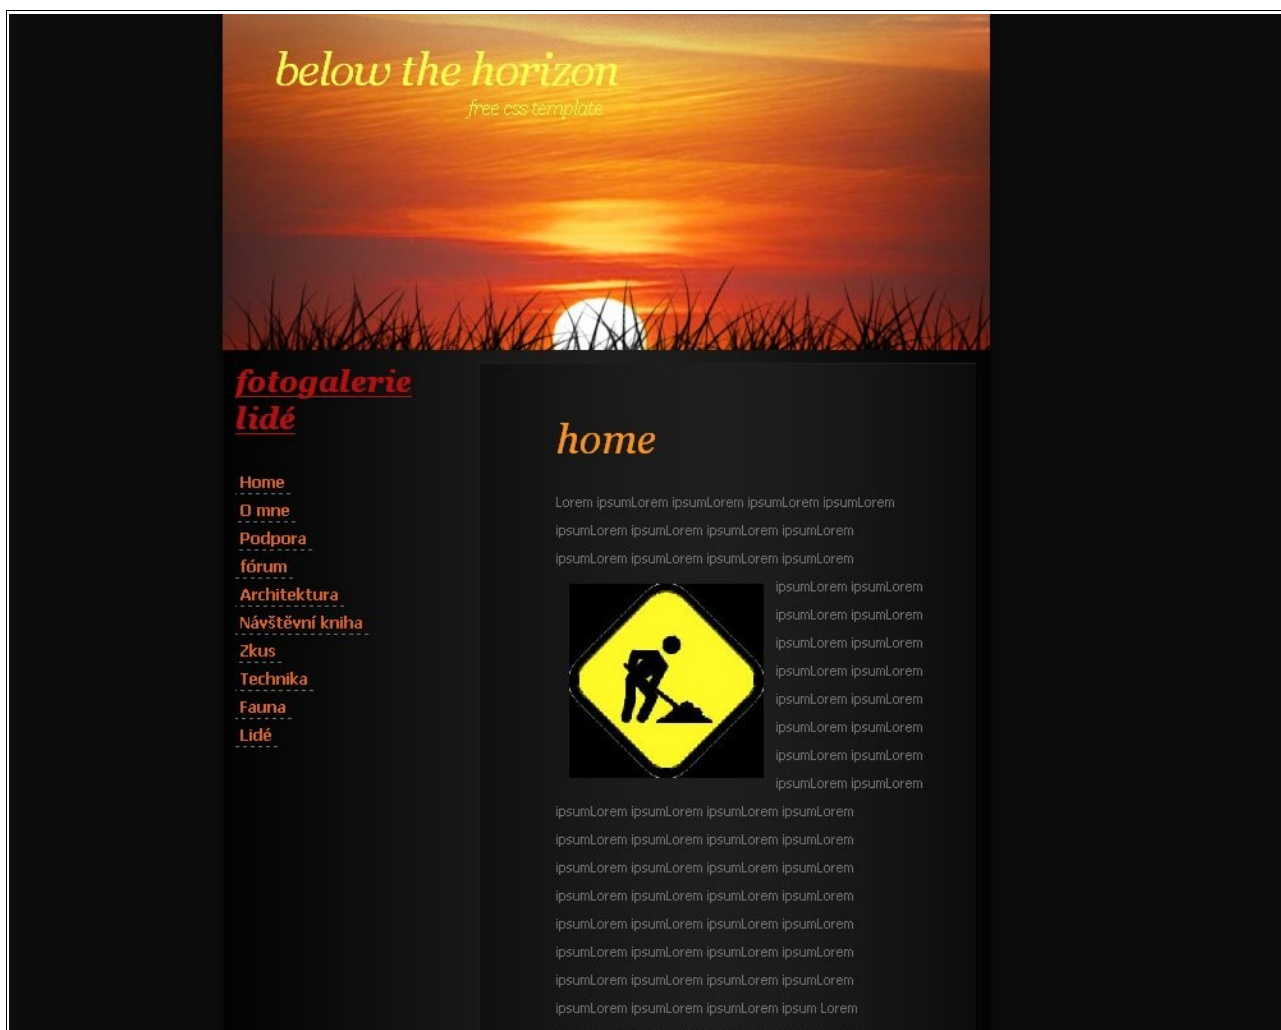 below the horizon
free css template
fotogalerie
lidé
Home
O mne
Podpora
fórum
Architektura
Návštěvní kniha
Zkus
Technika
Fauna
Lidé
home
Lorem ipsumLorem ipsumLorem ipsumLorem ipsumLorem
ipsumLorem ipsumLorem ipsumLorem ipsumLorem
ipsumLorem ipsumLorem ipsumLorem ipsumLorem
ipsumLorem ipsumLorem
ipsumLorem ipsumLorem
ipsumLorem ipsumLorem
ipsumLorem ipsumLorem
ipsumLorem ipsumLorem
ipsumLorem ipsumLorem
ipsumLorem ipsumLorem
ipsumLorem ipsumLorem
ipsumLorem ipsumLorem ipsumLorem ipsumLorem
ipsumLorem ipsumLorem ipsumLorem ipsumLorem
ipsumLorem ipsumLorem ipsumLorem ipsumLorem
ipsumLorem ipsumLorem ipsumLorem ipsumLorem
ipsumLorem ipsumLorem ipsumLorem ipsumLorem
ipsumLorem ipsumLorem ipsumLorem ipsumLorem
ipsumLorem ipsumLorem ipsumLorem ipsumLorem
ipsumLorem ipsumLorem ipsumLorem ipsum Lorem